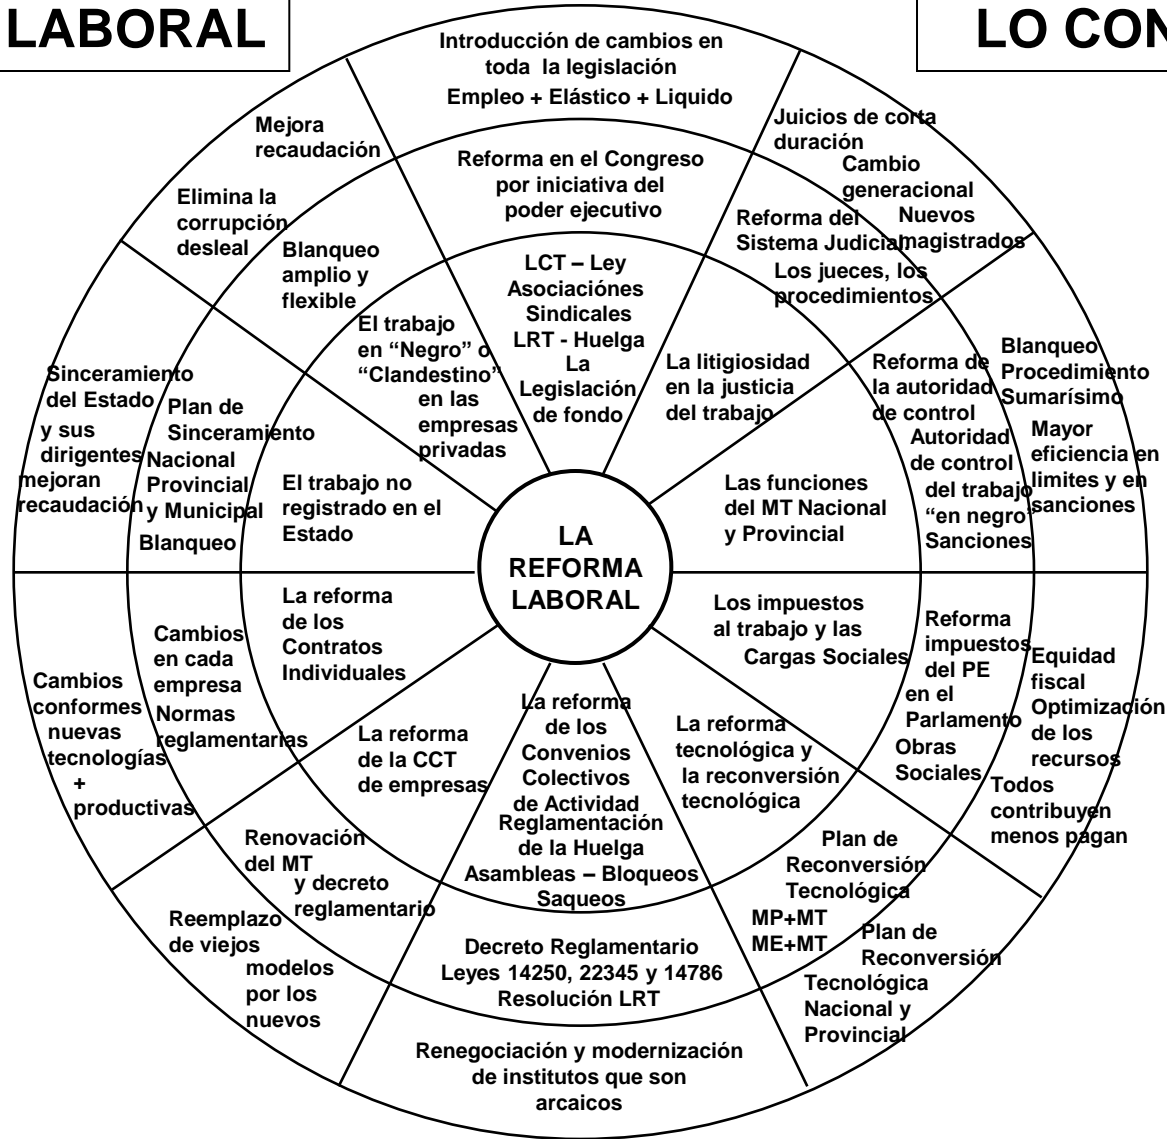 LABORAL
LO CON
Introducción de cambios en
toda la legislación
Empleo + Elástico + Liquido
Reforma en el Congreso
por iniciativa del
poder ejecutivo
LCT – Ley
Asociaciónes
Sindicales
LRT - Huelga
La
Legislación
de fondo
Juicios de corta
duración
Cambio
generacional
Nuevos
magistrados
Reforma del
Sistema Judicial
Los jueces, los
procedimientos
La litigiosidad
en la justicia
del trabajo
Blanqueo
Procedimiento
Sumarísimo
Mayor
eficiencia en
limites y en
sanciones
Reforma de
la autoridad
de control
Autoridad
de control
del trabajo
“en negro”
Sanciones
Las funciones
del MT Nacional
y Provincial
Los impuestos
al trabajo y las
Cargas Sociales
Reforma
impuestos
del PE
en el
Parlamento
Obras
Sociales
Equidad
fiscal
Optimización
de los
recursos
Todos
contribuyen
menos pagan
La reforma
tecnológica y
la reconversión
tecnológica
Plan de
Reconversión
Tecnológica
MP+MT
ME+MT
Plan de
Reconversión
Tecnológica
Nacional y
Provincial
La reforma
de los
Convenios
Colectivos
de Actividad
Reglamentación
de la Huelga
Asambleas – Bloqueos
Saqueos
Decreto Reglamentario
Leyes 14250, 22345 y 14786
Resolución LRT
Renegociación y modernización
de institutos que son
arcaicos
La reforma
de la CCT
de empresas
Renovación
del MT
y decreto
reglamentario
Reemplazo
de viejos
modelos
por los
nuevos
La reforma
de los
Contratos
Individuales
Cambios
en cada
empresa
Normas
reglamentarias
Cambios
conformes
nuevas
tecnologías
+
productivas
El trabajo no
registrado en el
Estado
Plan de
Sinceramiento
Nacional
Provincial
y Municipal
Blanqueo
Sinceramiento
del Estado
y sus
dirigentes
mejoran
recaudación
El trabajo
en “Negro” o
“Clandestino”
en las
empresas
privadas
Blanqueo
amplio y
flexible
Mejora
recaudación
Elimina la
corrupción
desleal
LA
REFORMA
LABORAL